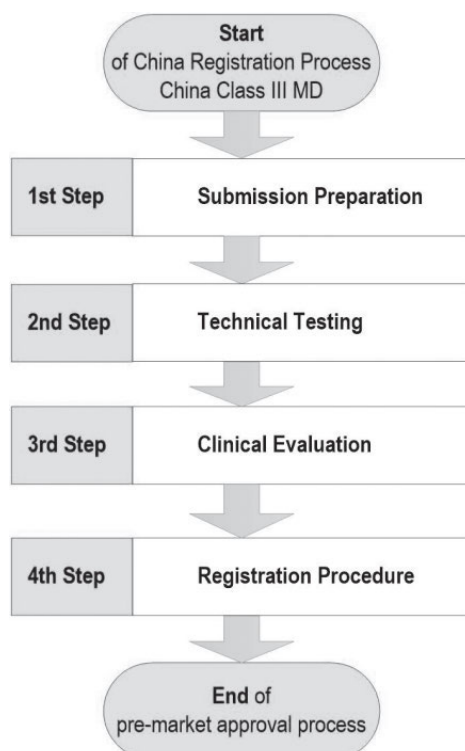 Start
of China Registration Process
China Class III MD
1st Step
Submission Preparation
2nd Step
Technical Testing
3rd Step
Clinical Evaluation
4th Step
Registration Procedure
End of
pre-market approval process